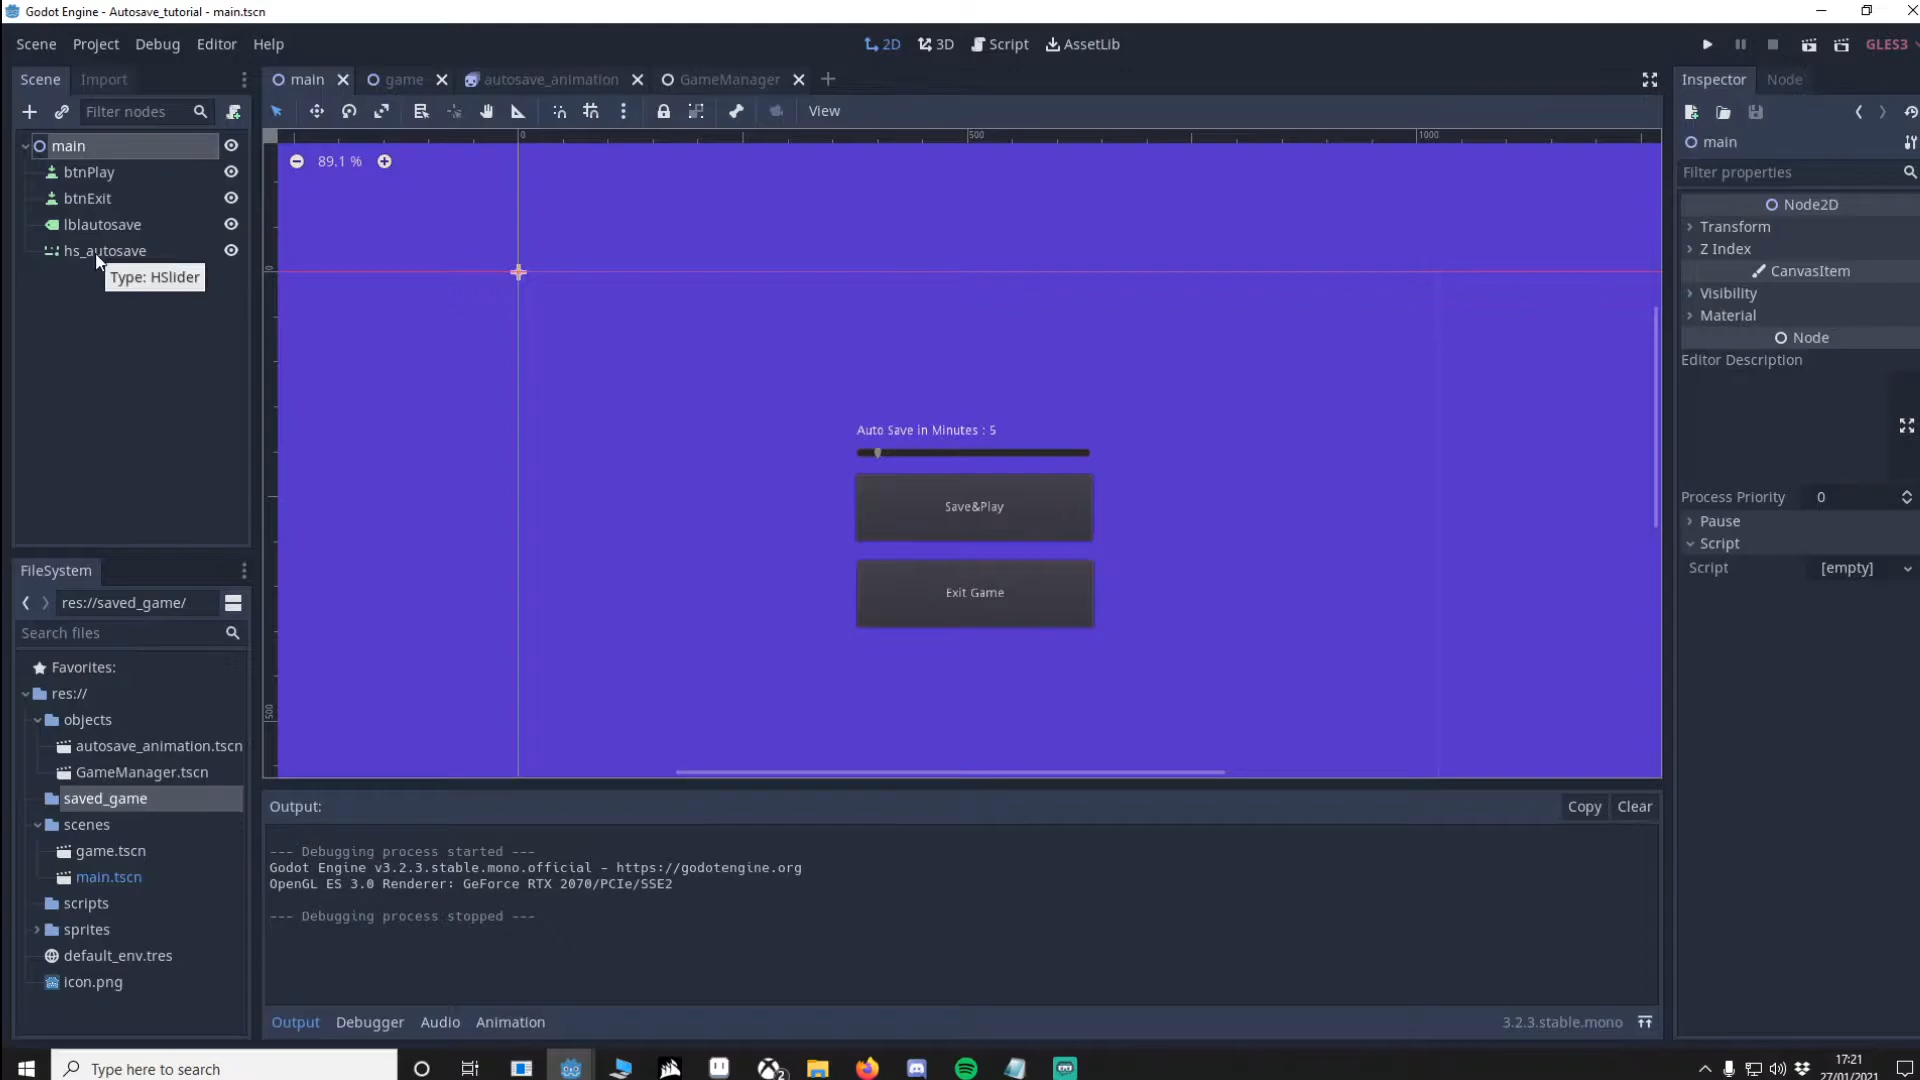 Godot Engine - Autosave_tutorial - main.tscn
Scene Project Debug Editor Help
2D 3D Script AssetLib
GLES3
Scene Import
main game autosave_animation GameManager
Inspector Node
Filter nodes
View
main
main
btnPlay
btnExit
lblautosave
hs_autosave
Type: HSlider
0 500 1000
89.1 %
0
500
Auto Save in Minutes : 5
Save&Play
Exit Game
Filter properties
Node2D
Transform
Z Index
CanvasItem
Visibility
Material
Node
Editor Description
Process Priority 0
Pause
Script
Script [empty]
FileSystem
res://saved_game/
Search files
Favorites:
res://
objects
autosave_animation.tscn
GameManager.tscn
saved_game
scenes
game.tscn
main.tscn
scripts
sprites
default_env.tres
icon.png
Output:
Copy Clear
--- Debugging process started ---
Godot Engine v3.2.3.stable.mono.official - https://godotengine.org
OpenGL ES 3.0 Renderer: GeForce RTX 2070/PCIe/SSE2
--- Debugging process stopped ---
Output Debugger Audio Animation
3.2.3.stable.mono
Type here to search
2
17:21
27/01/2021